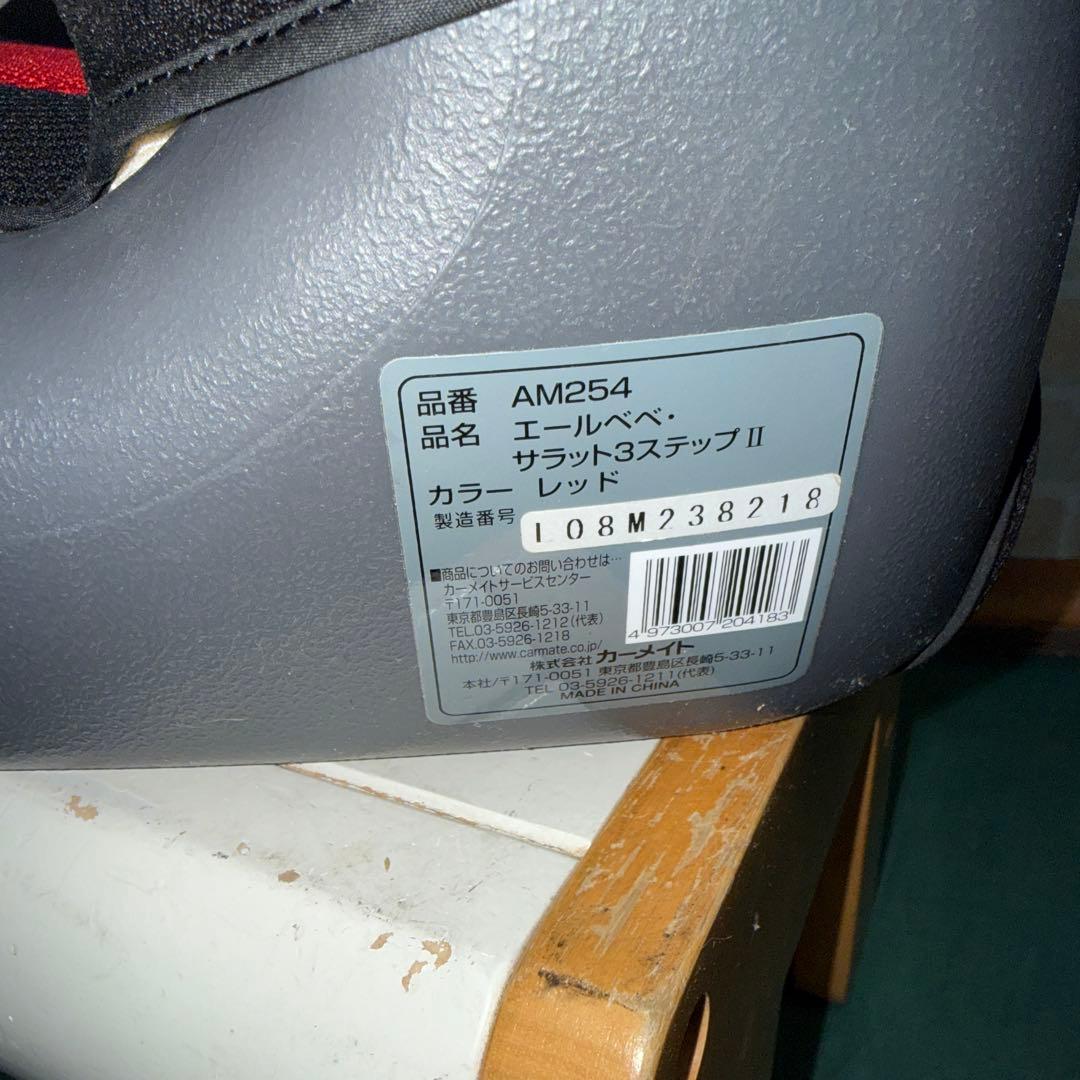 品番 AM254
品名 エールベベ・
サラット3ステップⅡ
カラー レッド
製造番号 L08M238218
■商品についてのお問い合わせは…
カーメイトサービスセンター
〒171-0051
東京都豊島区長崎5-33-11
TEL.03-5926-1212(代表)
FAX.03-5926-1218
http://www.carmate.co.jp/
4973007204183
株式会社 カーメイト
本社/〒171-0051 東京都豊島区長崎5-33-11
TEL 03-5926-1211(代表)
MADE IN CHINA